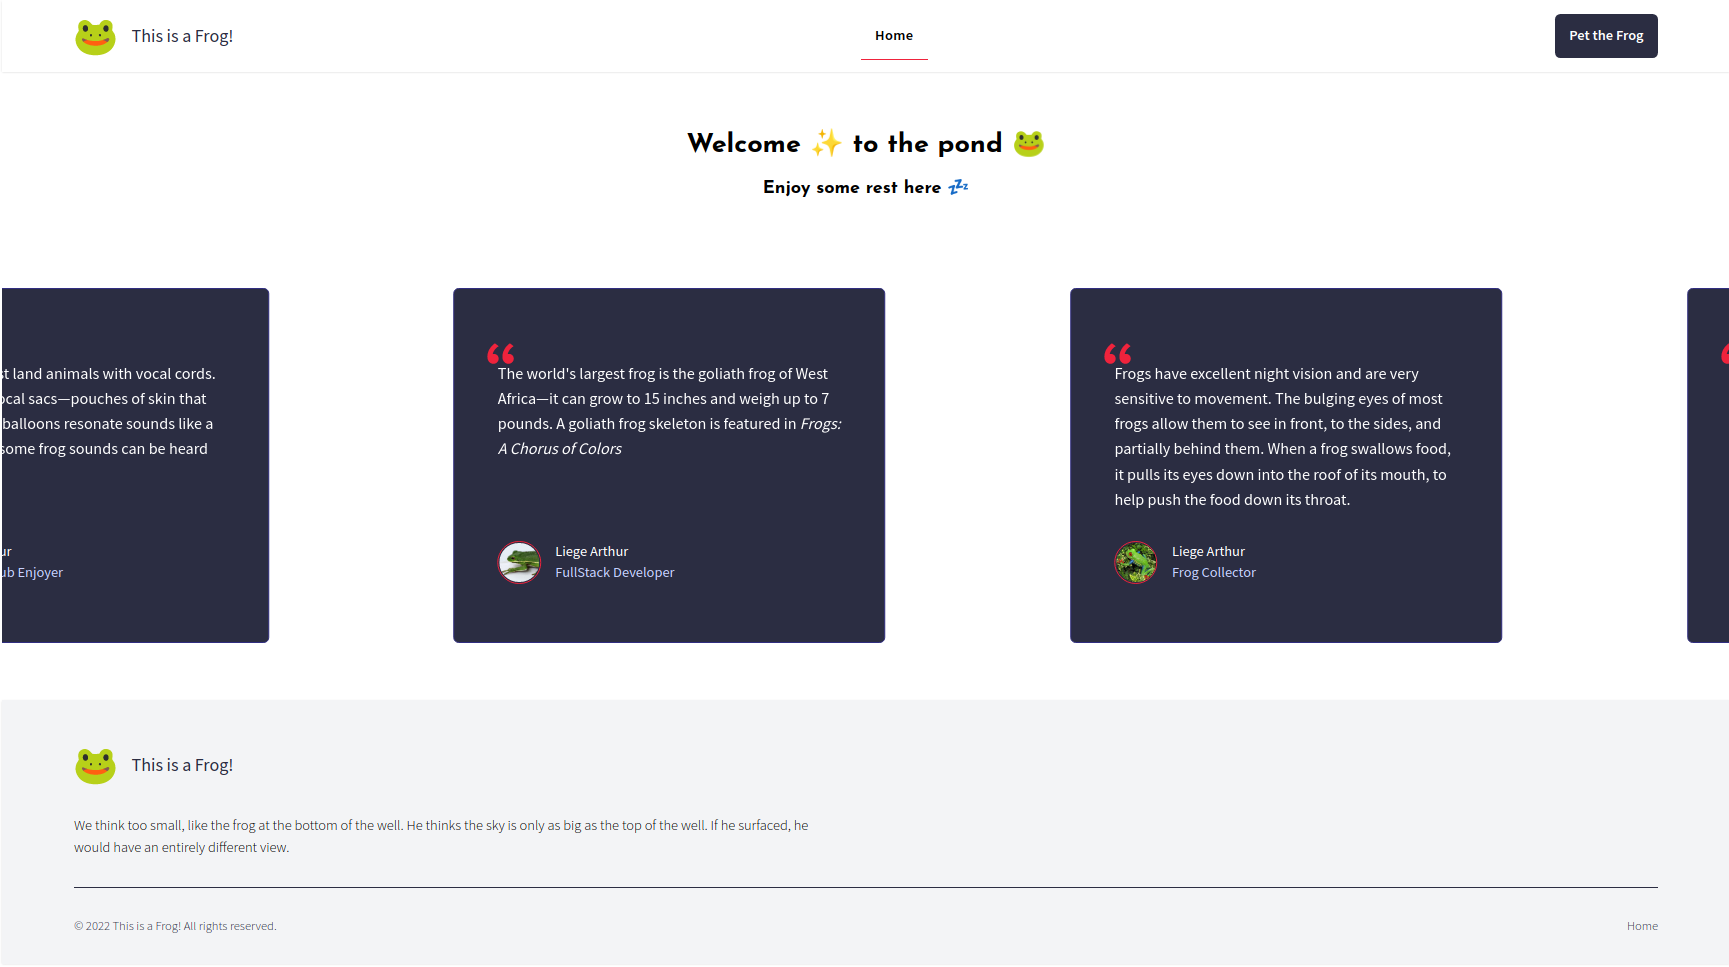 This is a Frog!
Home
Pet the Frog
Welcome ✨ to the pond 🐸
Enjoy some rest here 💤
land animals with vocal cords.
sacs—pouches of skin that
balloons resonate sounds like a
some frog sounds can be heard
Enjoyer
“
The world's largest frog is the goliath frog of West
Africa—it can grow to 15 inches and weigh up to 7
pounds. A goliath frog skeleton is featured in Frogs:
A Chorus of Colors
Liege Arthur
FullStack Developer
“
Frogs have excellent night vision and are very
sensitive to movement. The bulging eyes of most
frogs allow them to see in front, to the sides, and
partially behind them. When a frog swallows food,
it pulls its eyes down into the roof of its mouth, to
help push the food down its throat.
Liege Arthur
Frog Collector
This is a Frog!
We think too small, like the frog at the bottom of the well. He thinks the sky is only as big as the top of the well. If he surfaced, he
would have an entirely different view.
© 2022 This is a Frog! All rights reserved.
Home